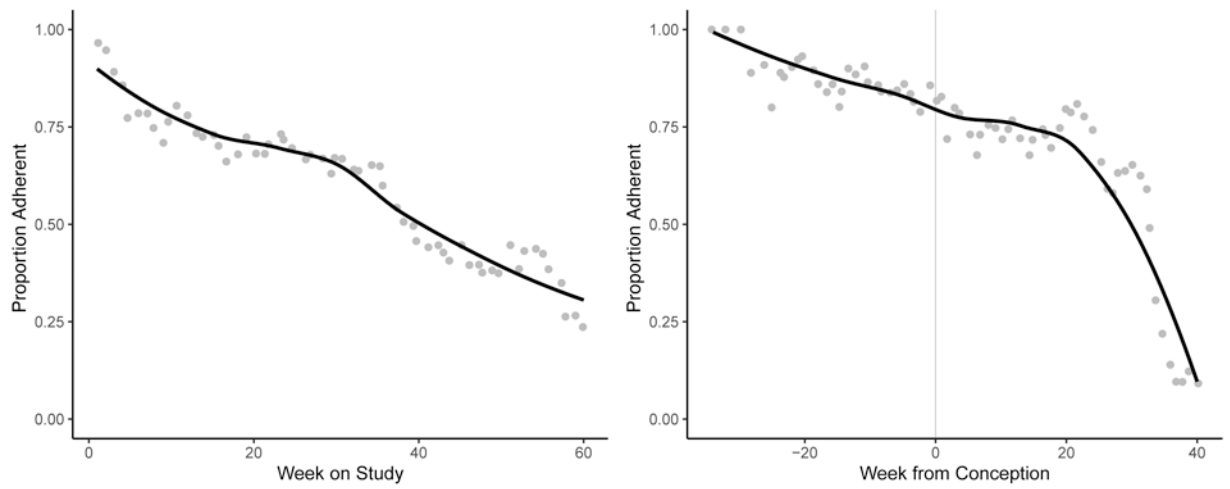 1.00
0.75
0.50
0.25
0.00
Proportion Adherent
0 20 40 60
Week on Study
1.00
0.75
0.50
0.25
0.00
Proportion Adherent
−20 0 20 40
Week from Conception